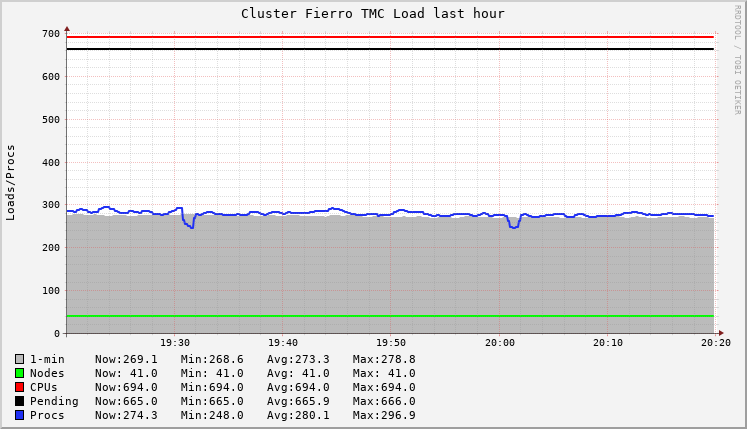 Cluster Fierro TMC Load last hour
RRDTOOL / TOBI OETIKER
Loads/Procs
700
600
500
400
300
200
100
0
19:30 19:40 19:50 20:00 20:10 20:20
1-min Now:269.1 Min:268.6 Avg:273.3 Max:278.8
Nodes Now: 41.0 Min: 41.0 Avg: 41.0 Max: 41.0
CPUs Now:694.0 Min:694.0 Avg:694.0 Max:694.0
Pending Now:665.0 Min:665.0 Avg:665.9 Max:666.0
Procs Now:274.3 Min:248.0 Avg:280.1 Max:296.9